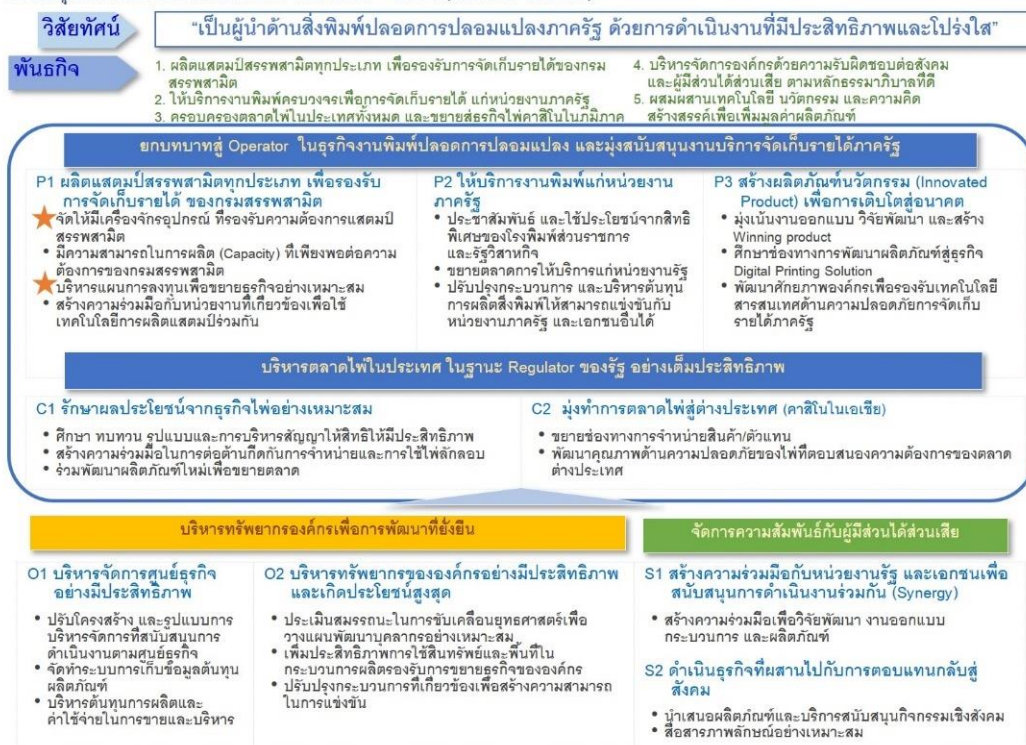 วิสัยทัศน์
“เป็นผู้นำด้านสิ่งพิมพ์ปลอดการปลอมแปลงภาครัฐ ด้วยการดำเนินงานที่มีประสิทธิภาพและโปร่งใส”
พันธกิจ
1. ผลิตแสตมป์สรรพสามิตทุกประเภท เพื่อรองรับการจัดเก็บรายได้ของกรม
สรรพสามิต
2. ให้บริการงานพิมพ์ครบวงจรเพื่อการจัดเก็บรายได้ แก่หน่วยงานภาครัฐ
3. ครอบครองตลาดไพ่ในประเทศทั้งหมด และขยายสู่ธุรกิจไพ่คาสิโนในภูมิภาค
4. บริหารจัดการองค์กรด้วยความรับผิดชอบต่อสังคม
และผู้มีส่วนได้ส่วนเสีย ตามหลักธรรมาภิบาลที่ดี
5. ผสมผสานเทคโนโลยี นวัตกรรม และความคิด
สร้างสรรค์เพื่อเพิ่มมูลค่าผลิตภัณฑ์
ยกบทบาทสู่ Operator ในธุรกิจงานพิมพ์ปลอดการปลอมแปลง และมุ่งสนับสนุนงานบริการจัดเก็บรายได้ภาครัฐ
P1 ผลิตแสตมป์สรรพสามิตทุกประเภท เพื่อรองรับ
การจัดเก็บรายได้ ของกรมสรรพสามิต
จัดให้มีเครื่องจักรอุปกรณ์ ที่รองรับความต้องการแสตมป์
สรรพสามิต
• มีความสามารถในการผลิต (Capacity) ที่เพียงพอต่อความ
ต้องการของกรมสรรพสามิต
บริหารแผนการลงทุนเพื่อขยายธุรกิจอย่างเหมาะสม
• สร้างความร่วมมือกับหน่วยงานที่เกี่ยวข้องเพื่อใช้
เทคโนโลยีการผลิตแสตมป์ร่วมกัน
P2 ให้บริการงานพิมพ์แก่หน่วยงาน
ภาครัฐ
• ประชาสัมพันธ์ และใช้ประโยชน์จากสิทธิ
พิเศษของโรงพิมพ์ส่วนราชการ
และรัฐวิสาหกิจ
• ขยายตลาดการให้บริการแก่หน่วยงานรัฐ
• ปรับปรุงกระบวนการ และบริหารต้นทุน
การผลิตสิ่งพิมพ์ให้สามารถแข่งขันกับ
หน่วยงานภาครัฐ และเอกชนอื่นได้
P3 สร้างผลิตภัณฑ์นวัตกรรม (Innovated
Product) เพื่อการเติบโตสู่อนาคต
• มุ่งเน้นงานออกแบบ วิจัยพัฒนา และสร้าง
Winning product
• ศึกษาช่องทางการพัฒนาผลิตภัณฑ์สู่ธุรกิจ
Digital Printing Solution
• พัฒนาศักยภาพองค์กรเพื่อรองรับเทคโนโลยี
สารสนเทศด้านความปลอดภัยการจัดเก็บ
รายได้ภาครัฐ
บริหารตลาดไพ่ในประเทศ ในฐานะ Regulator ของรัฐ อย่างเต็มประสิทธิภาพ
C1 รักษาผลประโยชน์จากธุรกิจไพ่อย่างเหมาะสม
• ศึกษา ทบทวน รูปแบบและการบริหารสัญญาให้สิทธิให้มีประสิทธิภาพ
• สร้างความร่วมมือในการต่อต้านกีดกันการจำหน่ายและการใช้ไพ่ลักลอบ
• ร่วมพัฒนาผลิตภัณฑ์ใหม่เพื่อขยายตลาด
C2 มุ่งทำการตลาดไพ่สู่ต่างประเทศ (คาสิโนในเอเชีย)
• ขยายช่องทางการจำหน่ายสินค้า/ตัวแทน
• พัฒนาคุณภาพด้านความปลอดภัยของไพ่ที่ตอบสนองความต้องการของตลาด
ต่างประเทศ
บริหารทรัพยากรองค์กรเพื่อการพัฒนาที่ยั่งยืน
จัดการความสัมพันธ์กับผู้มีส่วนได้ส่วนเสีย
O1 บริหารจัดการศูนย์ธุรกิจ
อย่างมีประสิทธิภาพ
• ปรับโครงสร้าง และรูปแบบการ
บริหารจัดการที่สนับสนุนการ
ดำเนินงานตามศูนย์ธุรกิจ
• จัดทำระบบการเก็บข้อมูลต้นทุน
ผลิตภัณฑ์
• บริหารต้นทุนการผลิตและ
ค่าใช้จ่ายในการขายและบริหาร
O2 บริหารทรัพยากรขององค์กรอย่างมีประสิทธิภาพ
และเกิดประโยชน์สูงสุด
• ประเมินสมรรถนะในการขับเคลื่อนยุทธศาสตร์เพื่อ
วางแผนพัฒนาบุคลากรอย่างเหมาะสม
• เพิ่มประสิทธิภาพการใช้สินทรัพย์และพื้นที่ใน
กระบวนการผลิตรองรับการขยายธุรกิจขององค์กร
• ปรับปรุงกระบวนการที่เกี่ยวข้องเพื่อสร้างความสามารถ
ในการแข่งขัน
S1 สร้างความร่วมมือกับหน่วยงานรัฐ และเอกชนเพื่อ
สนับสนุนการดำเนินงานร่วมกัน (Synergy)
• สร้างความร่วมมือเพื่อวิจัยพัฒนา งานออกแบบ
กระบวนการ และผลิตภัณฑ์
S2 ดำเนินธุรกิจที่ผสานไปกับการตอบแทนกลับสู่
สังคม
• นำเสนอผลิตภัณฑ์และบริการสนับสนุนกิจกรรมเชิงสังคม
• สื่อสารภาพลักษณ์อย่างเหมาะสม